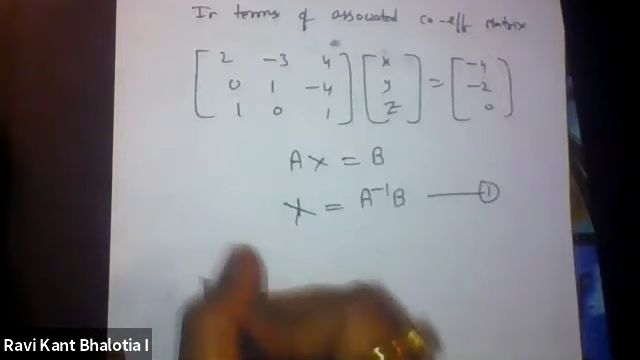 In terms of associated co-eff Matrix
[2 -3 4] [x] = [-4]
[0 1 -4] [y] [-2]
[1 0 1] [z] [0]
AX = B
X = A⁻¹B — ①
Ravi Kant Bhalotia I